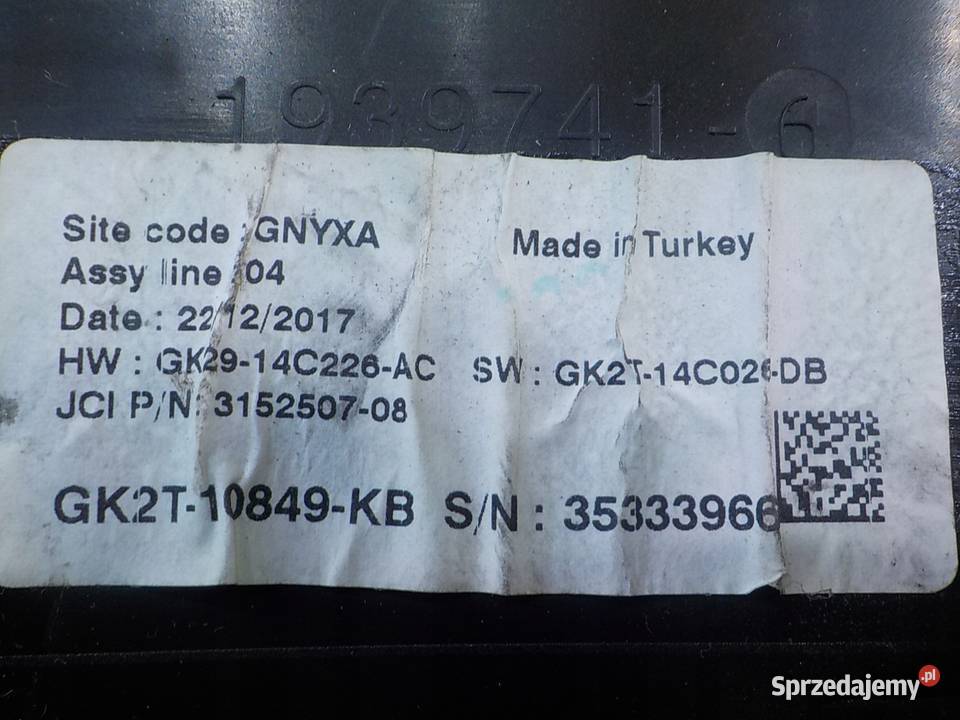 1939741-6
Site code :GNYXA
Made in Turkey
Assy line :04
Date : 22/12/2017
HW : GK29-14C226-AC SW : GK2T-14C026-DB
JCI P/N: 3152507-08
GK2T-10849-KB S/N : 35333966
Sprzedajemy.pl